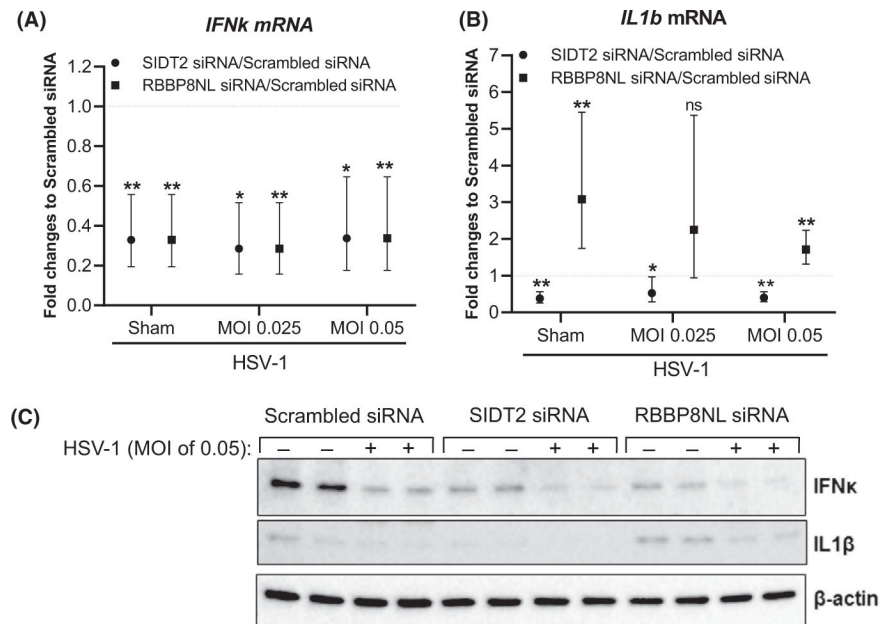 (A)
IFNk mRNA
Fold changes to Scrambled siRNA
1.2
1.0
0.8
0.6
0.4
0.2
0.0
SIDT2 siRNA/Scrambled siRNA
RBBP8NL siRNA/Scrambled siRNA
** ** * ** * **
Sham MOI 0.025 MOI 0.05
HSV-1
(B)
IL1b mRNA
Fold changes to Scrambled siRNA
7
6
5
4
3
2
1
0
SIDT2 siRNA/Scrambled siRNA
RBBP8NL siRNA/Scrambled siRNA
** ** * ns ** **
Sham MOI 0.025 MOI 0.05
HSV-1
(C)
Scrambled siRNA SIDT2 siRNA RBBP8NL siRNA
HSV-1 (MOI of 0.05): – – + + – – + + – – + +
IFNκ
IL1β
β-actin